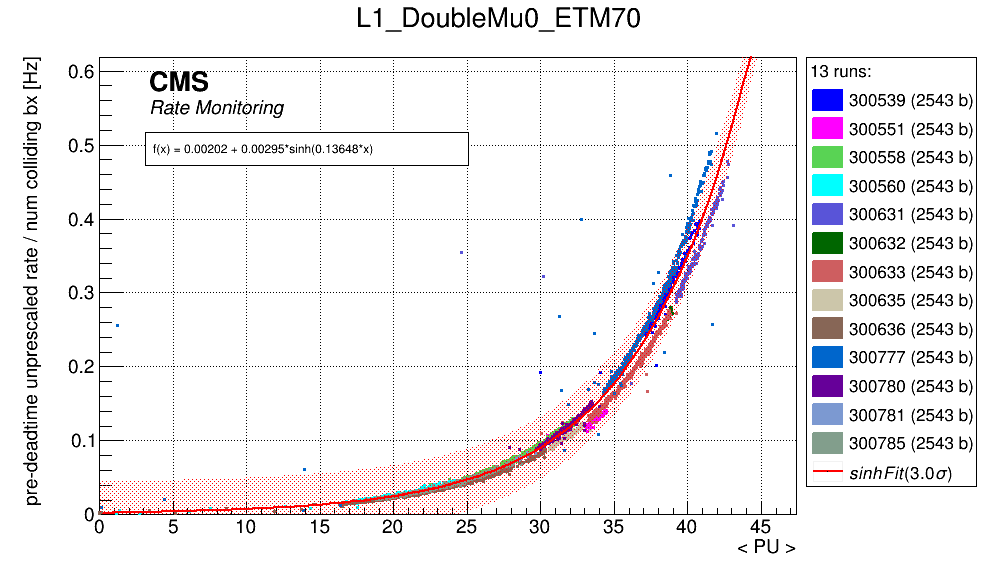 L1_DoubleMu0_ETM70
pre-deadtime unprescaled rate / num colliding bx [Hz]
CMS
Rate Monitoring
f(x) = 0.00202 + 0.00295*sinh(0.13648*x)
0.6
0.5
0.4
0.3
0.2
0.1
0
0 5 10 15 20 25 30 35 40 45
< PU >
13 runs:
300539 (2543 b)
300551 (2543 b)
300558 (2543 b)
300560 (2543 b)
300631 (2543 b)
300632 (2543 b)
300633 (2543 b)
300635 (2543 b)
300636 (2543 b)
300777 (2543 b)
300780 (2543 b)
300781 (2543 b)
300785 (2543 b)
sinhFit(3.0σ)